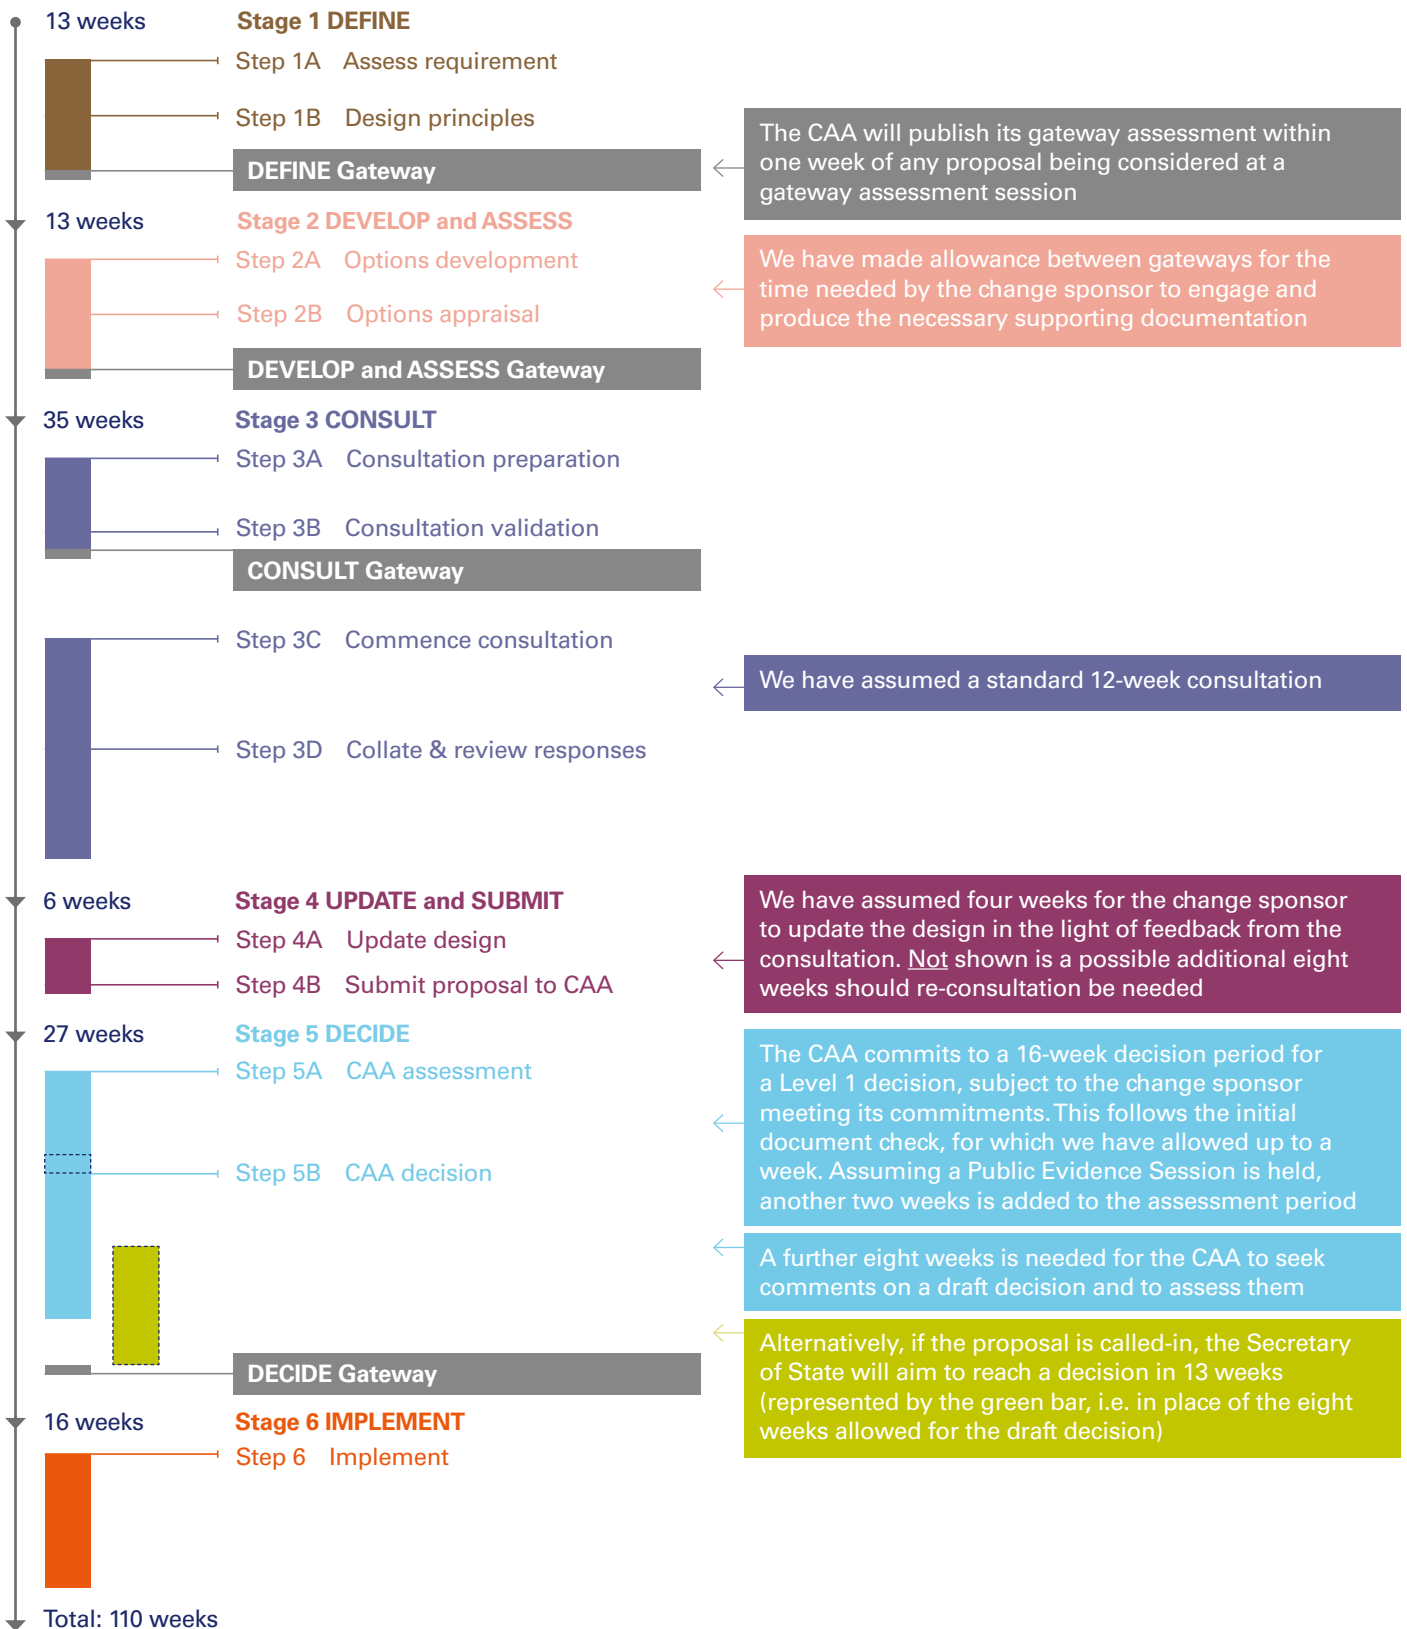 13 weeks
Stage 1 DEFINE
Step 1A Assess requirement
Step 1B Design principles
DEFINE Gateway
The CAA will publish its gateway assessment within
one week of any proposal being considered at a
gateway assessment session
13 weeks
Stage 2 DEVELOP and ASSESS
Step 2A Options development
Step 2B Options appraisal
DEVELOP and ASSESS Gateway
We have made allowance between gateways for the
time needed by the change sponsor to engage and
produce the necessary supporting documentation
35 weeks
Stage 3 CONSULT
Step 3A Consultation preparation
Step 3B Consultation validation
CONSULT Gateway
Step 3C Commence consultation
We have assumed a standard 12-week consultation
Step 3D Collate & review responses
6 weeks
Stage 4 UPDATE and SUBMIT
Step 4A Update design
Step 4B Submit proposal to CAA
We have assumed four weeks for the change sponsor
to update the design in the light of feedback from the
consultation. Not shown is a possible additional eight
weeks should re-consultation be needed
27 weeks
Stage 5 DECIDE
Step 5A CAA assessment
Step 5B CAA decision
The CAA commits to a 16-week decision period for
a Level 1 decision, subject to the change sponsor
meeting its commitments. This follows the initial
document check, for which we have allowed up to a
week. Assuming a Public Evidence Session is held,
another two weeks is added to the assessment period
A further eight weeks is needed for the CAA to seek
comments on a draft decision and to assess them
Alternatively, if the proposal is called-in, the Secretary
of State will aim to reach a decision in 13 weeks
(represented by the green bar, i.e. in place of the eight
weeks allowed for the draft decision)
DECIDE Gateway
16 weeks
Stage 6 IMPLEMENT
Step 6 Implement
Total: 110 weeks